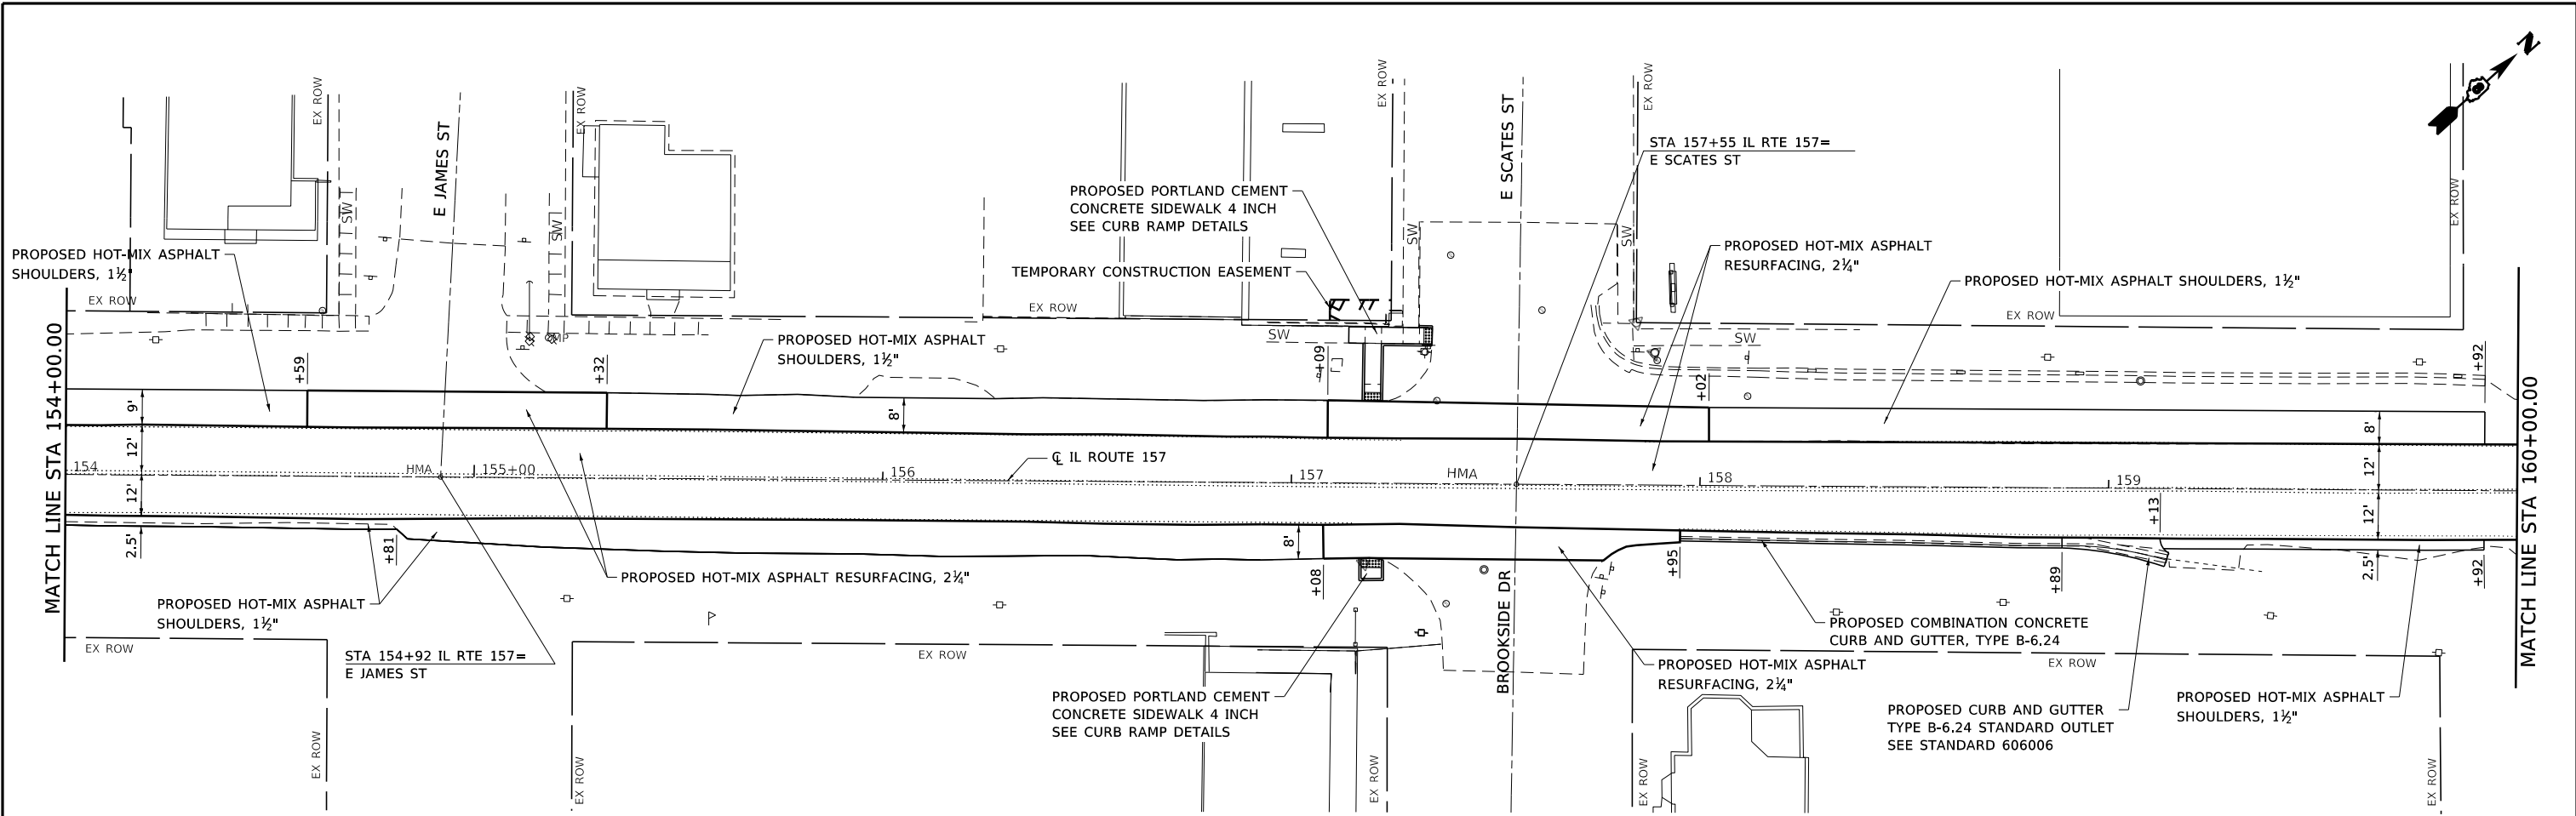 N
EX ROW
EX ROW
EX ROW
EX ROW
EX ROW
E JAMES ST
E SCATES ST
SW
SW
SW
SW
STA 157+55 IL RTE 157=
E SCATES ST
PROPOSED PORTLAND CEMENT
CONCRETE SIDEWALK 4 INCH
SEE CURB RAMP DETAILS
TEMPORARY CONSTRUCTION EASEMENT
PROPOSED HOT-MIX ASPHALT
SHOULDERS, 1½"
PROPOSED HOT-MIX ASPHALT
RESURFACING, 2¼"
PROPOSED HOT-MIX ASPHALT SHOULDERS, 1½"
EX ROW
EX ROW
EX ROW
SW
SW
PROPOSED HOT-MIX ASPHALT
SHOULDERS, 1½"
MATCH LINE STA 154+00.00
MATCH LINE STA 160+00.00
+59
+32
+09
+02
+92
9'
8'
8'
12'
12'
154
HMA
155+00
156
℄ IL ROUTE 157
157
HMA
158
159
12'
12'
+13
2.5'
+81
8'
+08
+95
+89
2.5'
+92
PROPOSED HOT-MIX ASPHALT RESURFACING, 2¼"
PROPOSED HOT-MIX ASPHALT
SHOULDERS, 1½"
BROOKSIDE DR
PROPOSED COMBINATION CONCRETE
CURB AND GUTTER, TYPE B-6.24
EX ROW
EX ROW
EX ROW
STA 154+92 IL RTE 157=
E JAMES ST
PROPOSED HOT-MIX ASPHALT
RESURFACING, 2¼"
PROPOSED PORTLAND CEMENT
CONCRETE SIDEWALK 4 INCH
SEE CURB RAMP DETAILS
PROPOSED CURB AND GUTTER
TYPE B-6.24 STANDARD OUTLET
SEE STANDARD 606006
PROPOSED HOT-MIX ASPHALT
SHOULDERS, 1½"
EX ROW
EX ROW
EX ROW
EX ROW
EX ROW